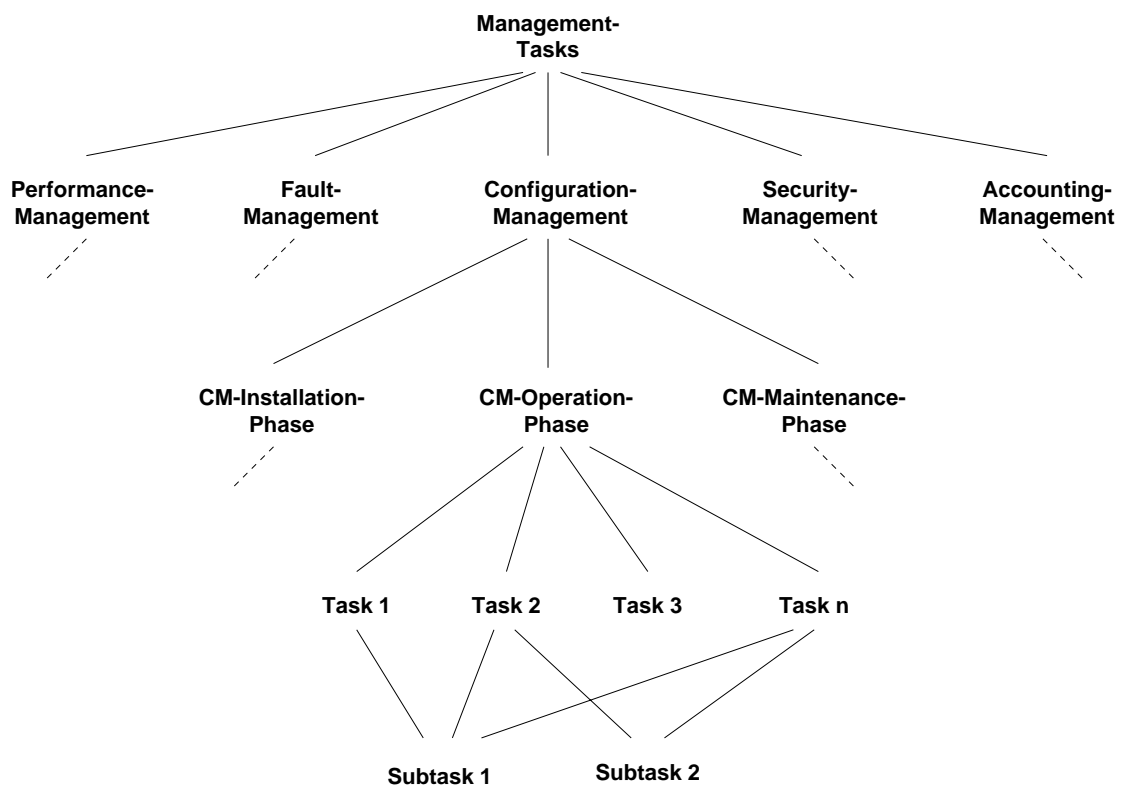 Management-
Tasks
Performance-
Management
Fault-
Management
Configuration-
Management
Security-
Management
Accounting-
Management
CM-Installation-
Phase
CM-Operation-
Phase
CM-Maintenance-
Phase
Task 1
Task 2
Task 3
Task n
Subtask 1
Subtask 2